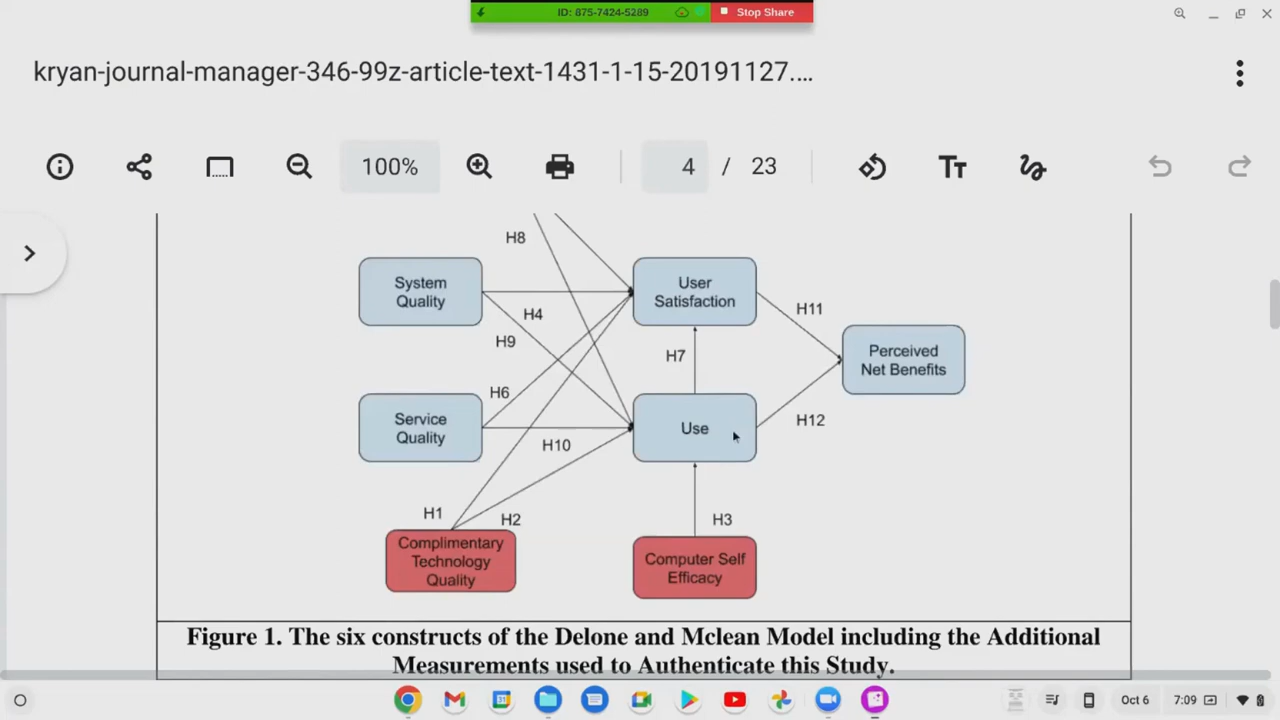 ID: 875-7424-5289
Stop Share
kryan-journal-manager-346-99z-article-text-1431-1-15-20191127....
100%
4 / 23
H8
System
Quality
User
Satisfaction
H4
H11
H9
H7
Perceived
Net Benefits
H6
Service
Quality
Use
H12
H10
H1
H2
H3
Complimentary
Technology
Quality
Computer Self
Efficacy
Figure 1. The six constructs of the Delone and Mclean Model including the Additional
Measurements used to Authenticate this Study.
Oct 6
7:09